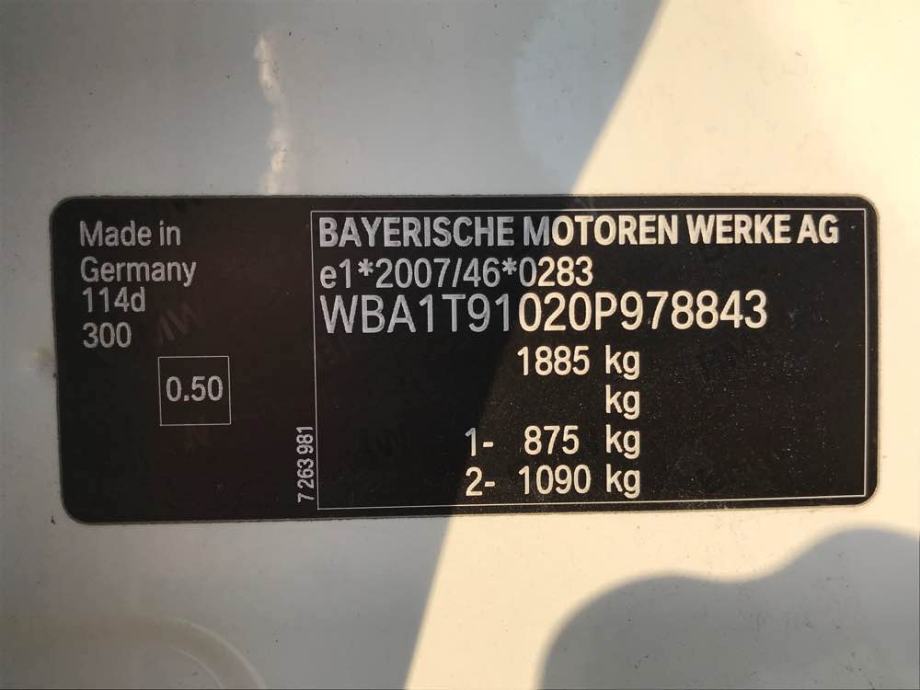 Made in
Germany
114d
300
0.50
7 263 981
BAYERISCHE MOTOREN WERKE AG
e1*2007/46*0283
WBA1T91020P978843
1885 kg
kg
1- 875 kg
2- 1090 kg